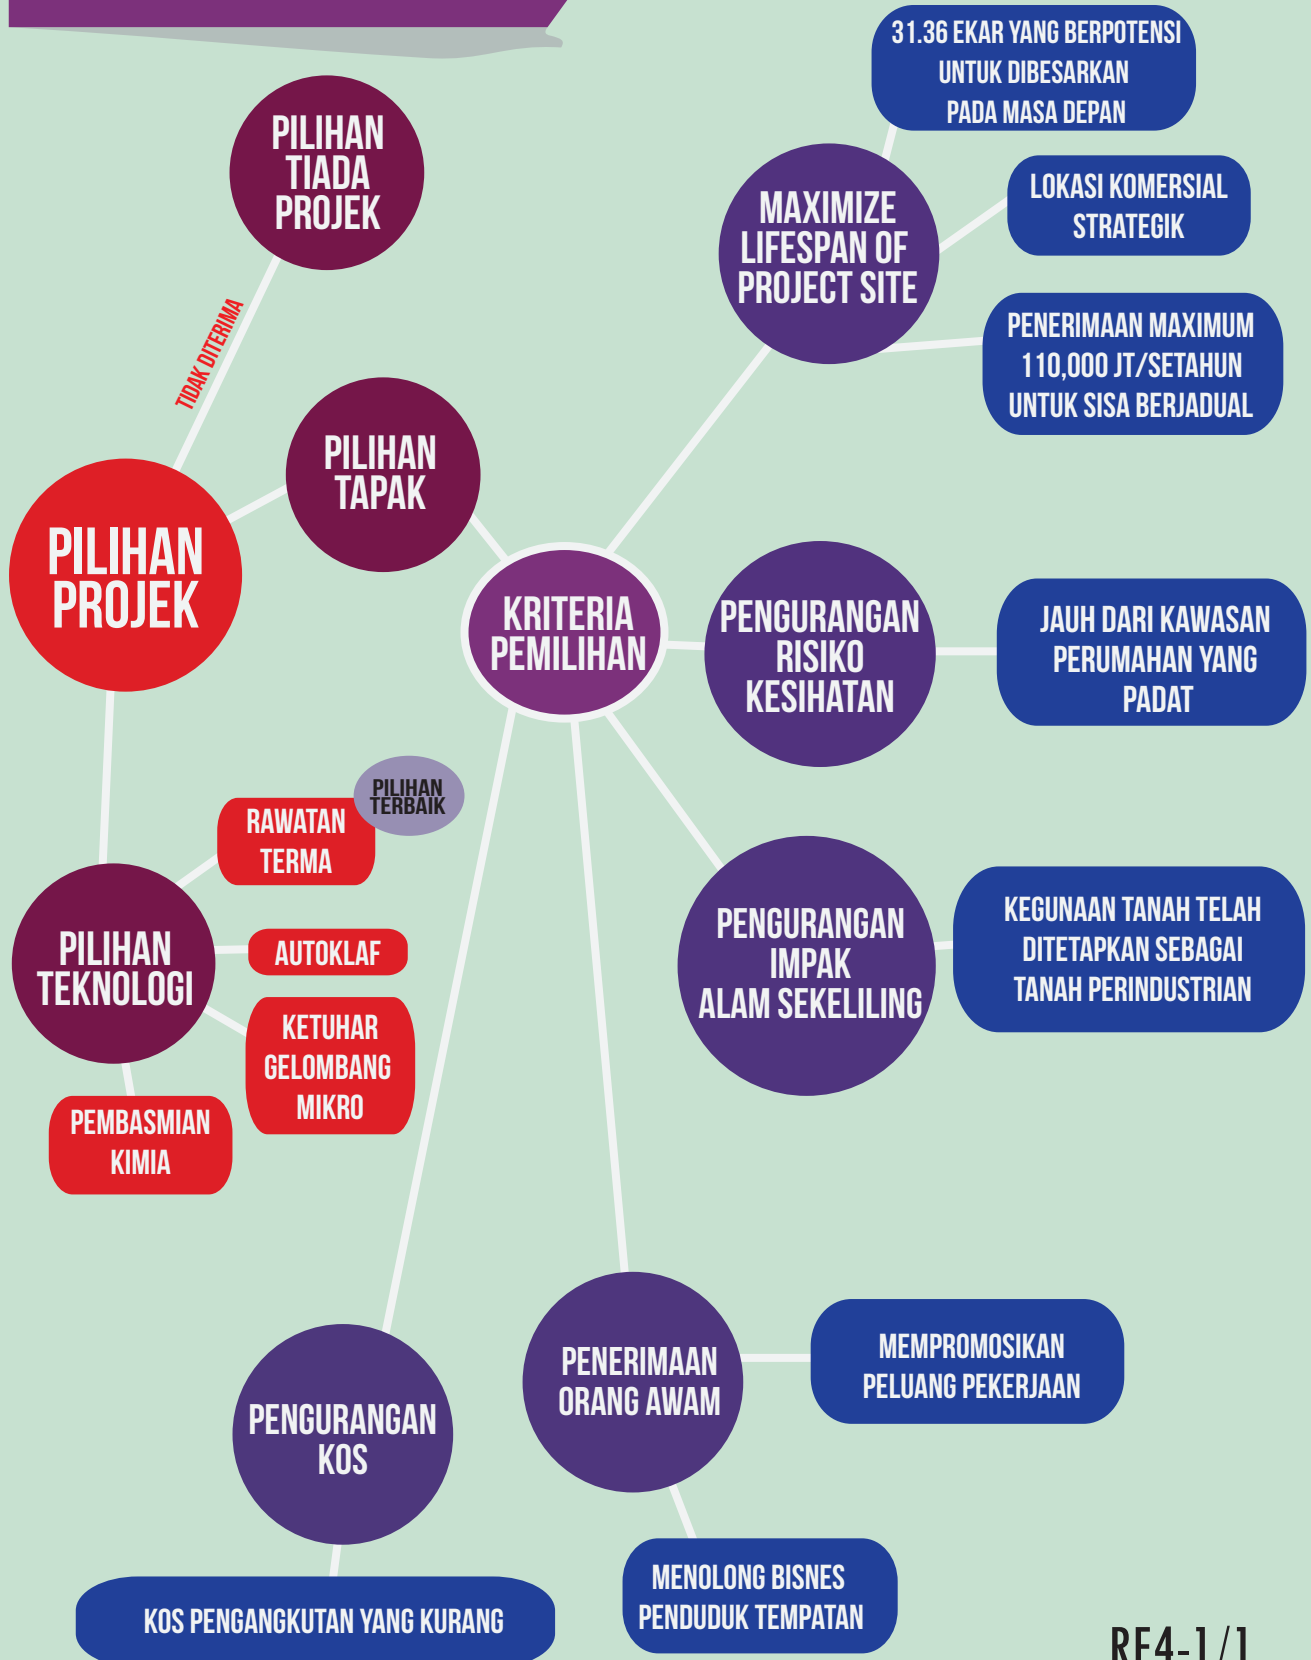 PILIHAN
TIADA
PROJEK
TIDAK DITERIMA
PILIHAN
TAPAK
PILIHAN
PROJEK
PILIHAN
TERBAIK
RAWATAN
TERMA
PILIHAN
TEKNOLOGI
AUTOKLAF
KETUHAR
GELOMBANG
MIKRO
PEMBASMIAN
KIMIA
KRITERIA
PEMILIHAN
MAXIMIZE
LIFESPAN OF
PROJECT SITE
31.36 EKAR YANG BERPOTENSI
UNTUK DIBESARKAN
PADA MASA DEPAN
LOKASI KOMERSIAL
STRATEGIK
PENERIMAAN MAXIMUM
110,000 JT/SETAHUN
UNTUK SISA BERJADUAL
PENGURANGAN
RISIKO
KESIHATAN
JAUH DARI KAWASAN
PERUMAHAN YANG
PADAT
PENGURANGAN
IMPAK
ALAM SEKELILING
KEGUNAAN TANAH TELAH
DITETAPKAN SEBAGAI
TANAH PERINDUSTRIAN
PENERIMAAN
ORANG AWAM
MEMPROMOSIKAN
PELUANG PEKERJAAN
MENOLONG BISNES
PENDUDUK TEMPATAN
PENGURANGAN
KOS
KOS PENGANGKUTAN YANG KURANG
RE4-1/1